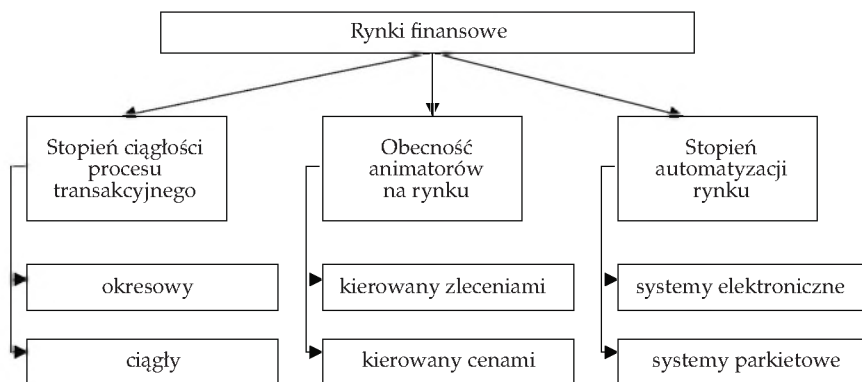 Rynki finansowe
Stopień ciągłości
procesu
transakcyjnego
okresowy
ciągły
Obecność
animatorów
na rynku
kierowany zleceniami
kierowany cenami
Stopień
automatyzacji
rynku
systemy elektroniczne
systemy parkietowe